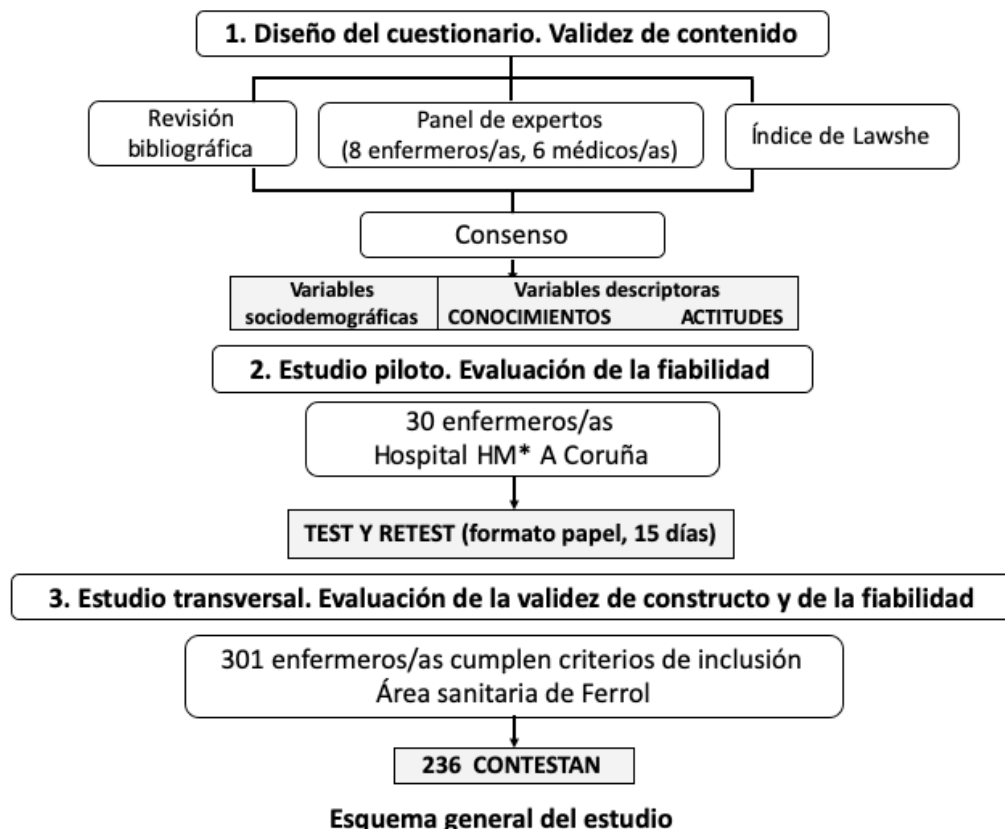 1. Diseño del cuestionario. Validez de contenido
Revisión
bibliográfica
Panel de expertos
(8 enfermeros/as, 6 médicos/as)
Índice de Lawshe
Consenso
Variables
sociodemográficas
Variables descriptoras
CONOCIMIENTOS ACTITUDES
2. Estudio piloto. Evaluación de la fiabilidad
30 enfermeros/as
Hospital HM* A Coruña
TEST Y RETEST (formato papel, 15 días)
3. Estudio transversal. Evaluación de la validez de constructo y de la fiabilidad
301 enfermeros/as cumplen criterios de inclusión
Área sanitaria de Ferrol
236 CONTESTAN
Esquema general del estudio